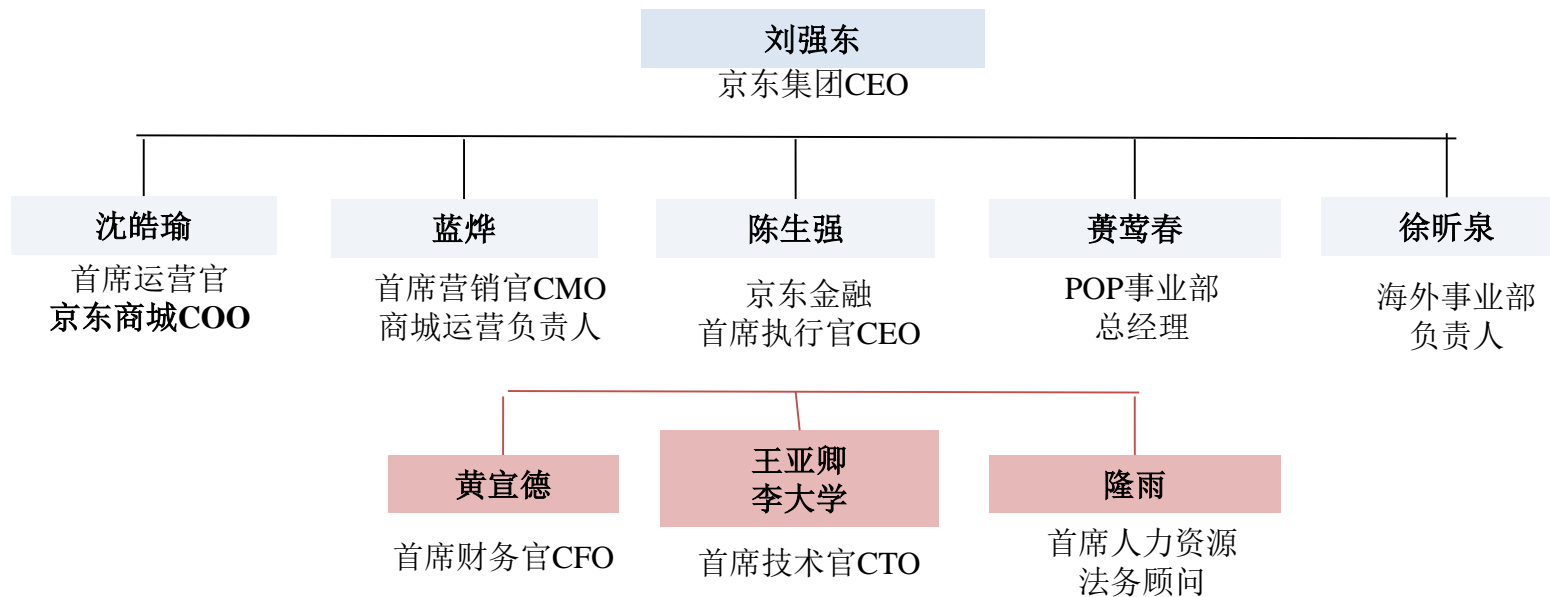 刘强东
京东集团CEO
沈皓瑜
首席运营官
京东商城COO
蓝烨
首席营销官CMO
商城运营负责人
陈生强
京东金融
首席执行官CEO
蒉莺春
POP事业部
总经理
徐昕泉
海外事业部
负责人
黄宣德
首席财务官CFO
王亚卿
李大学
首席技术官CTO
隆雨
首席人力资源
法务顾问